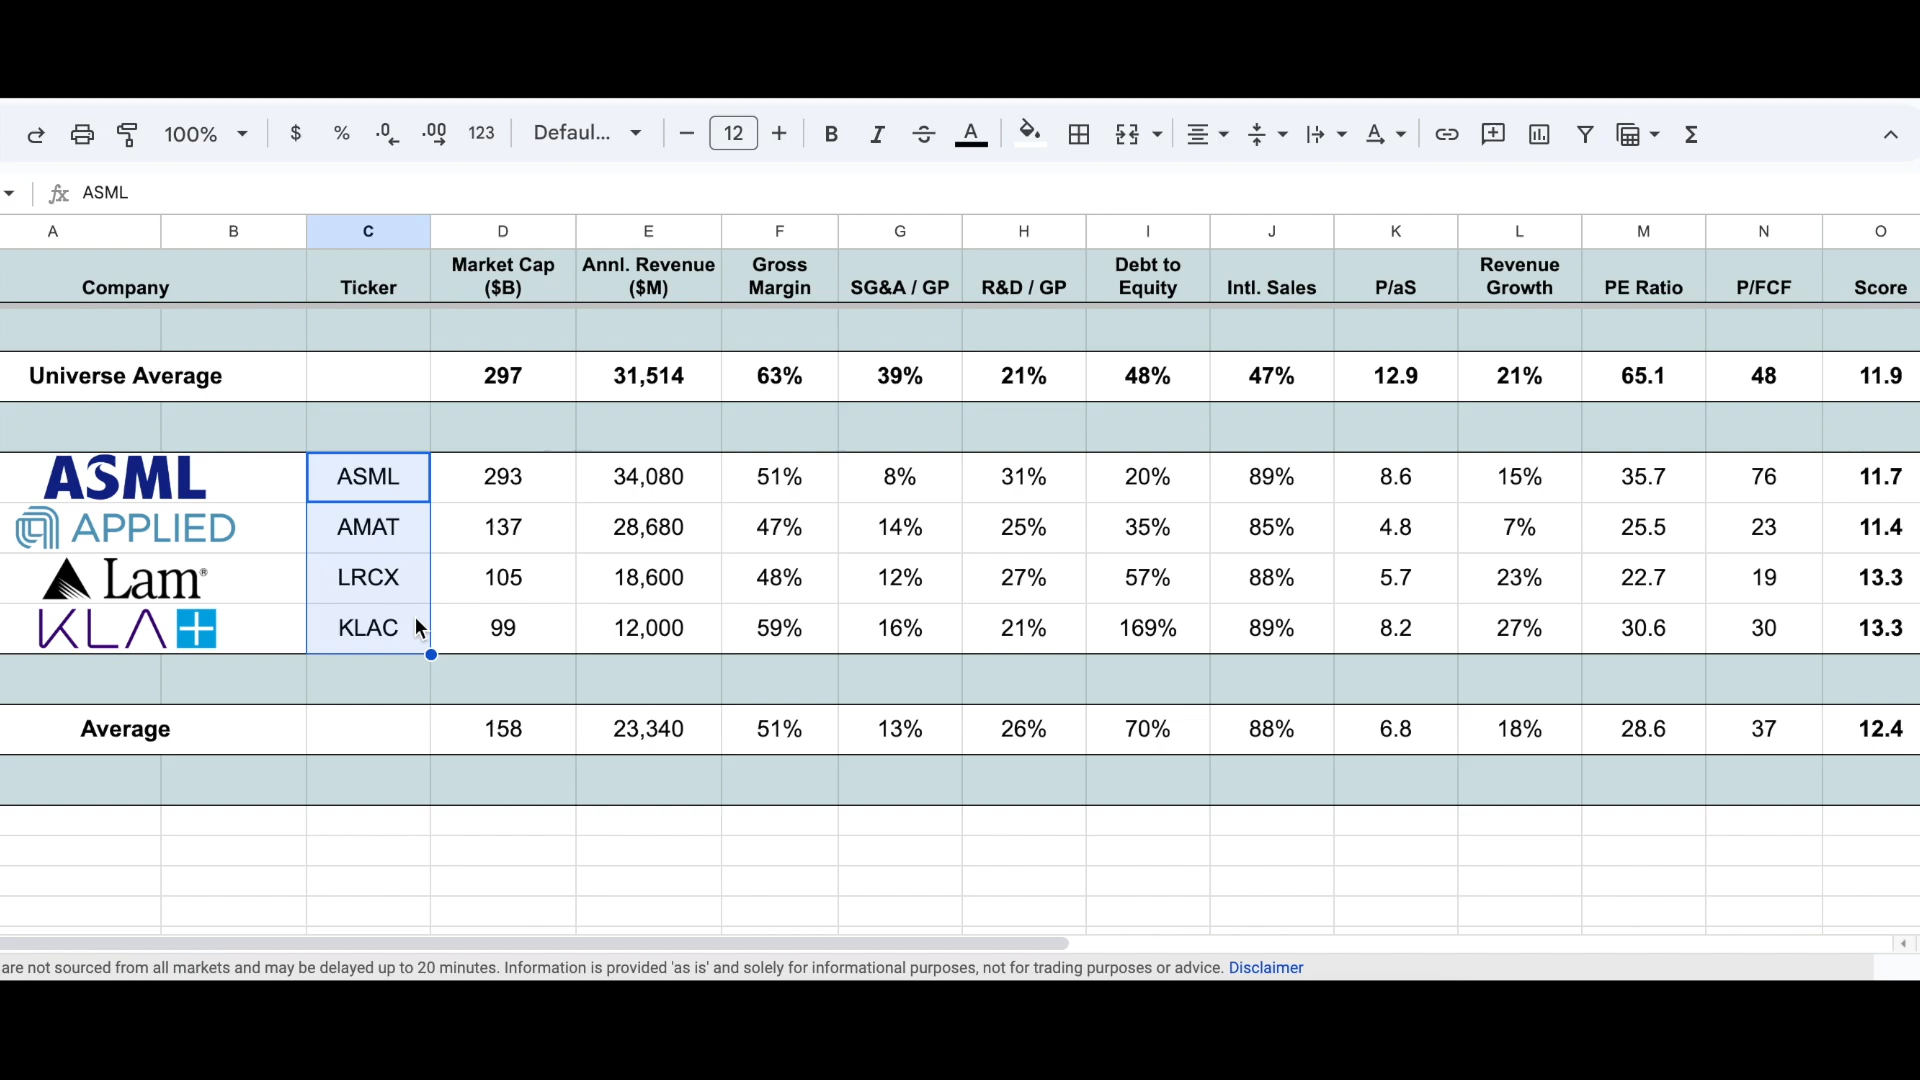 100% $ % .0 .00 123 Defaul... 12 B I A A Σ
fx ASML
A B C D E F G H I J K L M N O
Company Ticker Market Cap ($B) Annl. Revenue ($M) Gross Margin SG&A / GP R&D / GP Debt to Equity Intl. Sales P/aS Revenue Growth PE Ratio P/FCF Score
Universe Average 297 31,514 63% 39% 21% 48% 47% 12.9 21% 65.1 48 11.9
ASML ASML 293 34,080 51% 8% 31% 20% 89% 8.6 15% 35.7 76 11.7
APPLIED AMAT 137 28,680 47% 14% 25% 35% 85% 4.8 7% 25.5 23 11.4
Lam® LRCX 105 18,600 48% 12% 27% 57% 88% 5.7 23% 22.7 19 13.3
KLA+ KLAC 99 12,000 59% 16% 21% 169% 89% 8.2 27% 30.6 30 13.3
Average 158 23,340 51% 13% 26% 70% 88% 6.8 18% 28.6 37 12.4
are not sourced from all markets and may be delayed up to 20 minutes. Information is provided 'as is' and solely for informational purposes, not for trading purposes or advice. Disclaimer